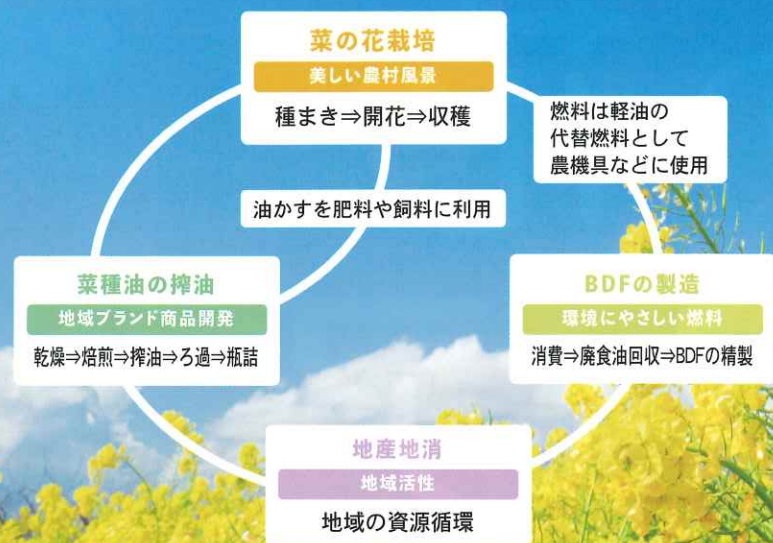 菜の花栽培
美しい農村風景
種まき⇒開花⇒収穫
燃料は軽油の
代替燃料として
農機具などに使用
油かすを肥料や飼料に利用
菜種油の搾油
地域ブランド商品開発
乾燥⇒焙煎⇒搾油⇒ろ過⇒瓶詰
BDFの製造
環境にやさしい燃料
消費⇒廃食油回収⇒BDFの精製
地産地消
地域活性
地域の資源循環